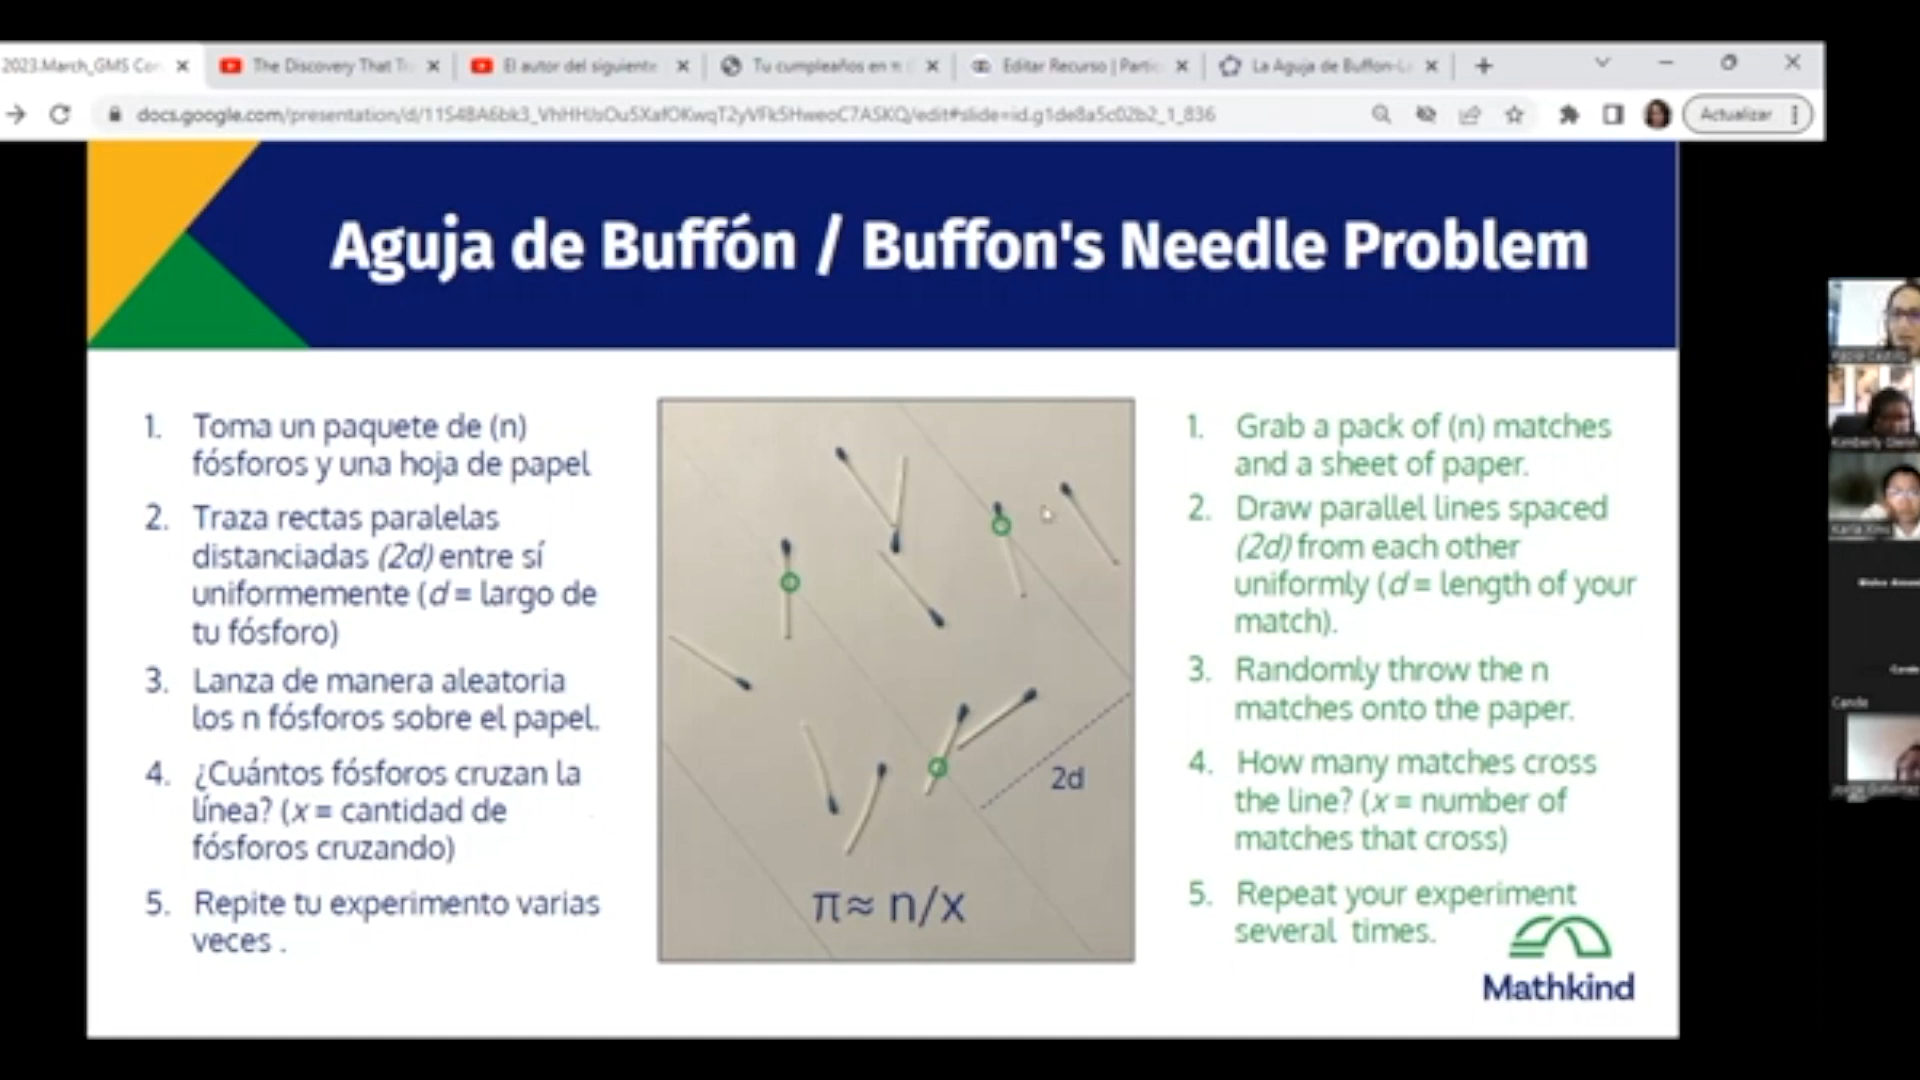 2023.March_GMS Con
The Discovery That T
El autor del siguiente
Tu cumpleaños en π
Editar Recurso | Partic
La Aguja de Buffon-L
Actualizar
Aguja de Buffón / Buffon's Needle Problem
1. Toma un paquete de (n)
fósforos y una hoja de papel
2. Traza rectas paralelas
distanciadas (2d) entre sí
uniformemente (d = largo de
tu fósforo)
3. Lanza de manera aleatoria
los n fósforos sobre el papel.
4. ¿Cuántos fósforos cruzan la
línea? (x = cantidad de
fósforos cruzando)
5. Repite tu experimento varias
veces .
2d
π≈ n/x
1. Grab a pack of (n) matches
and a sheet of paper.
2. Draw parallel lines spaced
(2d) from each other
uniformly (d = length of your
match).
3. Randomly throw the n
matches onto the paper.
4. How many matches cross
the line? (x = number of
matches that cross)
5. Repeat your experiment
several times.
Mathkind